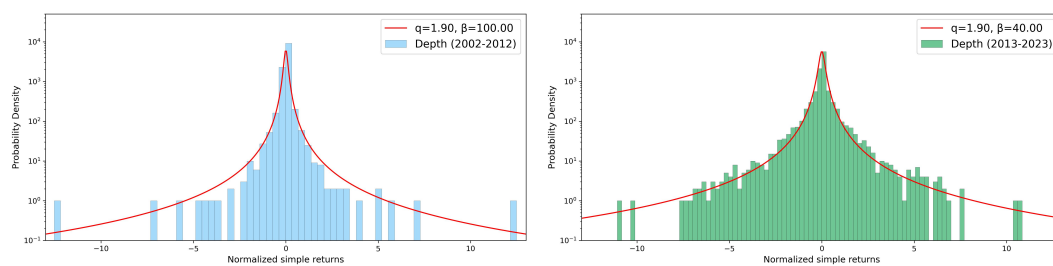 q=1.90, β=100.00
Depth (2002-2012)
Probability Density
10⁴
10³
10²
10¹
10⁰
10⁻¹
−10
−5
0
5
10
Normalized simple returns
q=1.90, β=40.00
Depth (2013-2023)
Probability Density
10⁴
10³
10²
10¹
10⁰
10⁻¹
−10
−5
0
5
10
Normalized simple returns